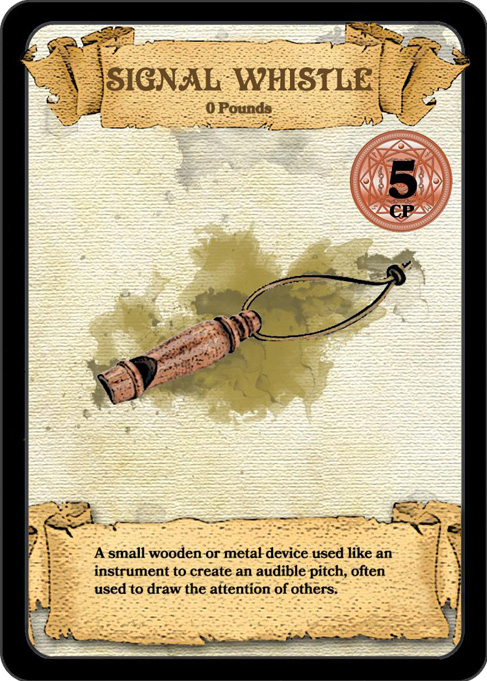 SIGNAL WHISTLE
0 Pounds
5
CP
A small wooden or metal device used like an
instrument to create an audible pitch, often
used to draw the attention of others.